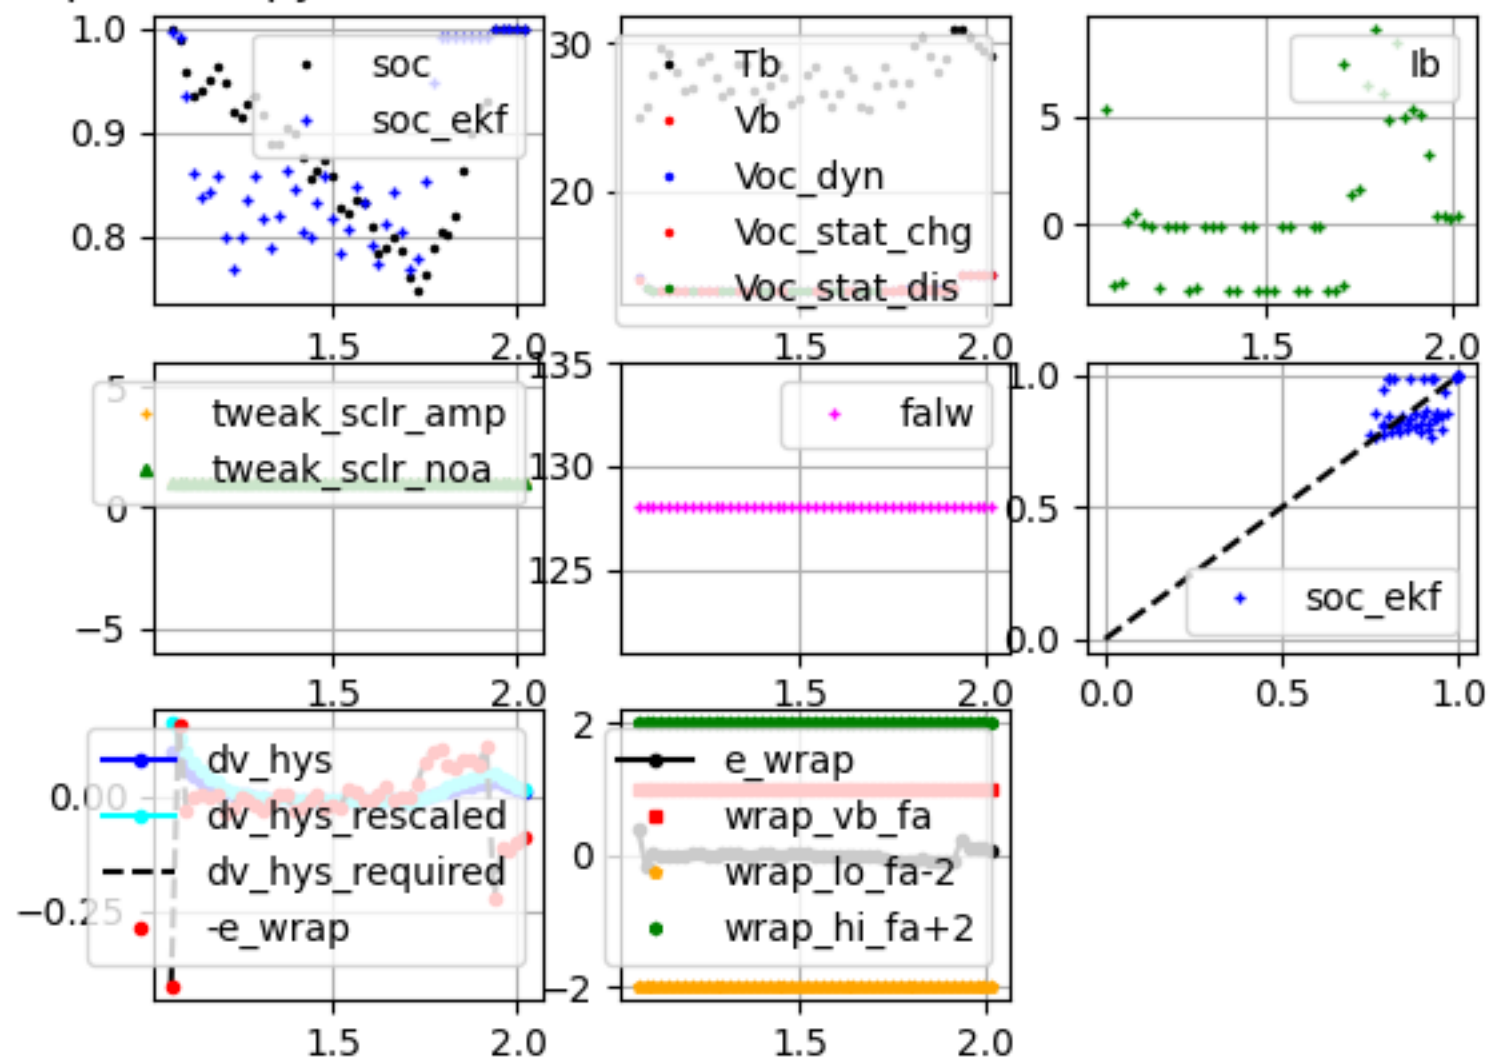 1.0
0.9
0.8
soc
soc_ekf
1.5
2.0
30
20
Tb
Vb
Voc_dyn
Voc_stat_chg
Voc_stat_dis
1.5
2.0
5
0
Ib
1.5
2.0
5
0
−5
tweak_sclr_amp
tweak_sclr_noa
1.5
2.0
135
130
125
falw
1.5
2.0
1.0
0.5
0.0
soc_ekf
0.0
0.5
1.0
0.00
−0.25
dv_hys
dv_hys_rescaled
dv_hys_required
-e_wrap
1.5
2.0
2
0
−2
e_wrap
wrap_vb_fa
wrap_lo_fa-2
wrap_hi_fa+2
1.5
2.0